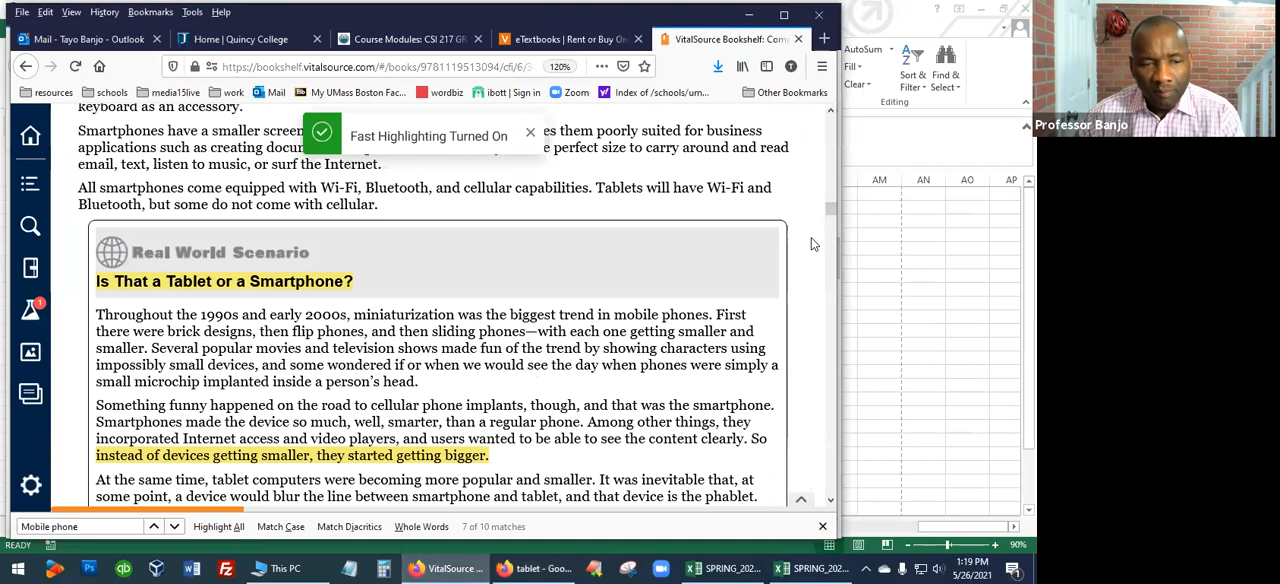 File Edit View History Bookmarks Tools Help
Mail - Tayo Banjo - Outlook
Home | Quincy College
Course Modules: CSI 217 GR
eTextbooks | Rent or Buy On
VitalSource Bookshelf: Com
https://bookshelf.vitalsource.com/#/books/9781119513094/cfi/6/3
120%
resources schools media15live work Mail My UMass Boston Fac... wordbiz ibott | Sign in Zoom Index of /schools/um... Other Bookmarks
keyboard as an accessory.
Smartphones have a smaller screen es them poorly suited for business
applications such as creating docu e perfect size to carry around and read
email, text, listen to music, or surf the Internet.
Fast Highlighting Turned On
All smartphones come equipped with Wi-Fi, Bluetooth, and cellular capabilities. Tablets will have Wi-Fi and
Bluetooth, but some do not come with cellular.
Real World Scenario
Is That a Tablet or a Smartphone?
Throughout the 1990s and early 2000s, miniaturization was the biggest trend in mobile phones. First
there were brick designs, then flip phones, and then sliding phones—with each one getting smaller and
smaller. Several popular movies and television shows made fun of the trend by showing characters using
impossibly small devices, and some wondered if or when we would see the day when phones were simply a
small microchip implanted inside a person's head.
Something funny happened on the road to cellular phone implants, though, and that was the smartphone.
Smartphones made the device so much, well, smarter, than a regular phone. Among other things, they
incorporated Internet access and video players, and users wanted to be able to see the content clearly. So
instead of devices getting smaller, they started getting bigger.
At the same time, tablet computers were becoming more popular and smaller. It was inevitable that, at
some point, a device would blur the line between smartphone and tablet, and that device is the phablet.
1
Mobile phone Highlight All Match Case Match Diacritics Whole Words 7 of 10 matches
AutoSum
Fill
Clear
Sort &
Filter
Find &
Select
Editing
AM AN AO AP
Professor Banjo
READY
90%
This PC
VitalSource ...
tablet - Goo...
SPRING_202...
SPRING_202...
1:19 PM
5/26/2021
1